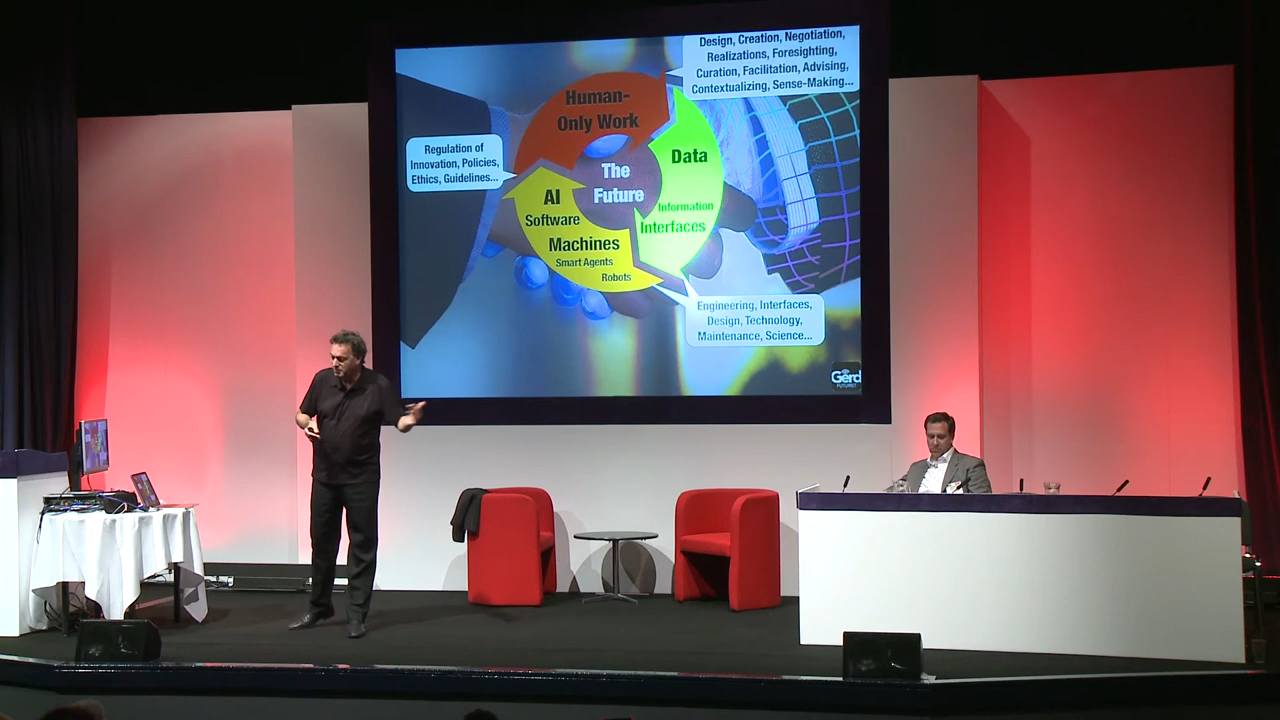 Design, Creation, Negotiation,
Realizations, Foresighting,
Curation, Facilitation, Advising,
Contextualizing, Sense-Making...
Human-
Only Work
Regulation of
Innovation, Policies,
Ethics, Guidelines...
Data
Information
Interfaces
The
Future
AI
Software
Machines
Smart Agents
Robots
Engineering, Interfaces,
Design, Technology,
Maintenance, Science...
Gerd
FUTURIST